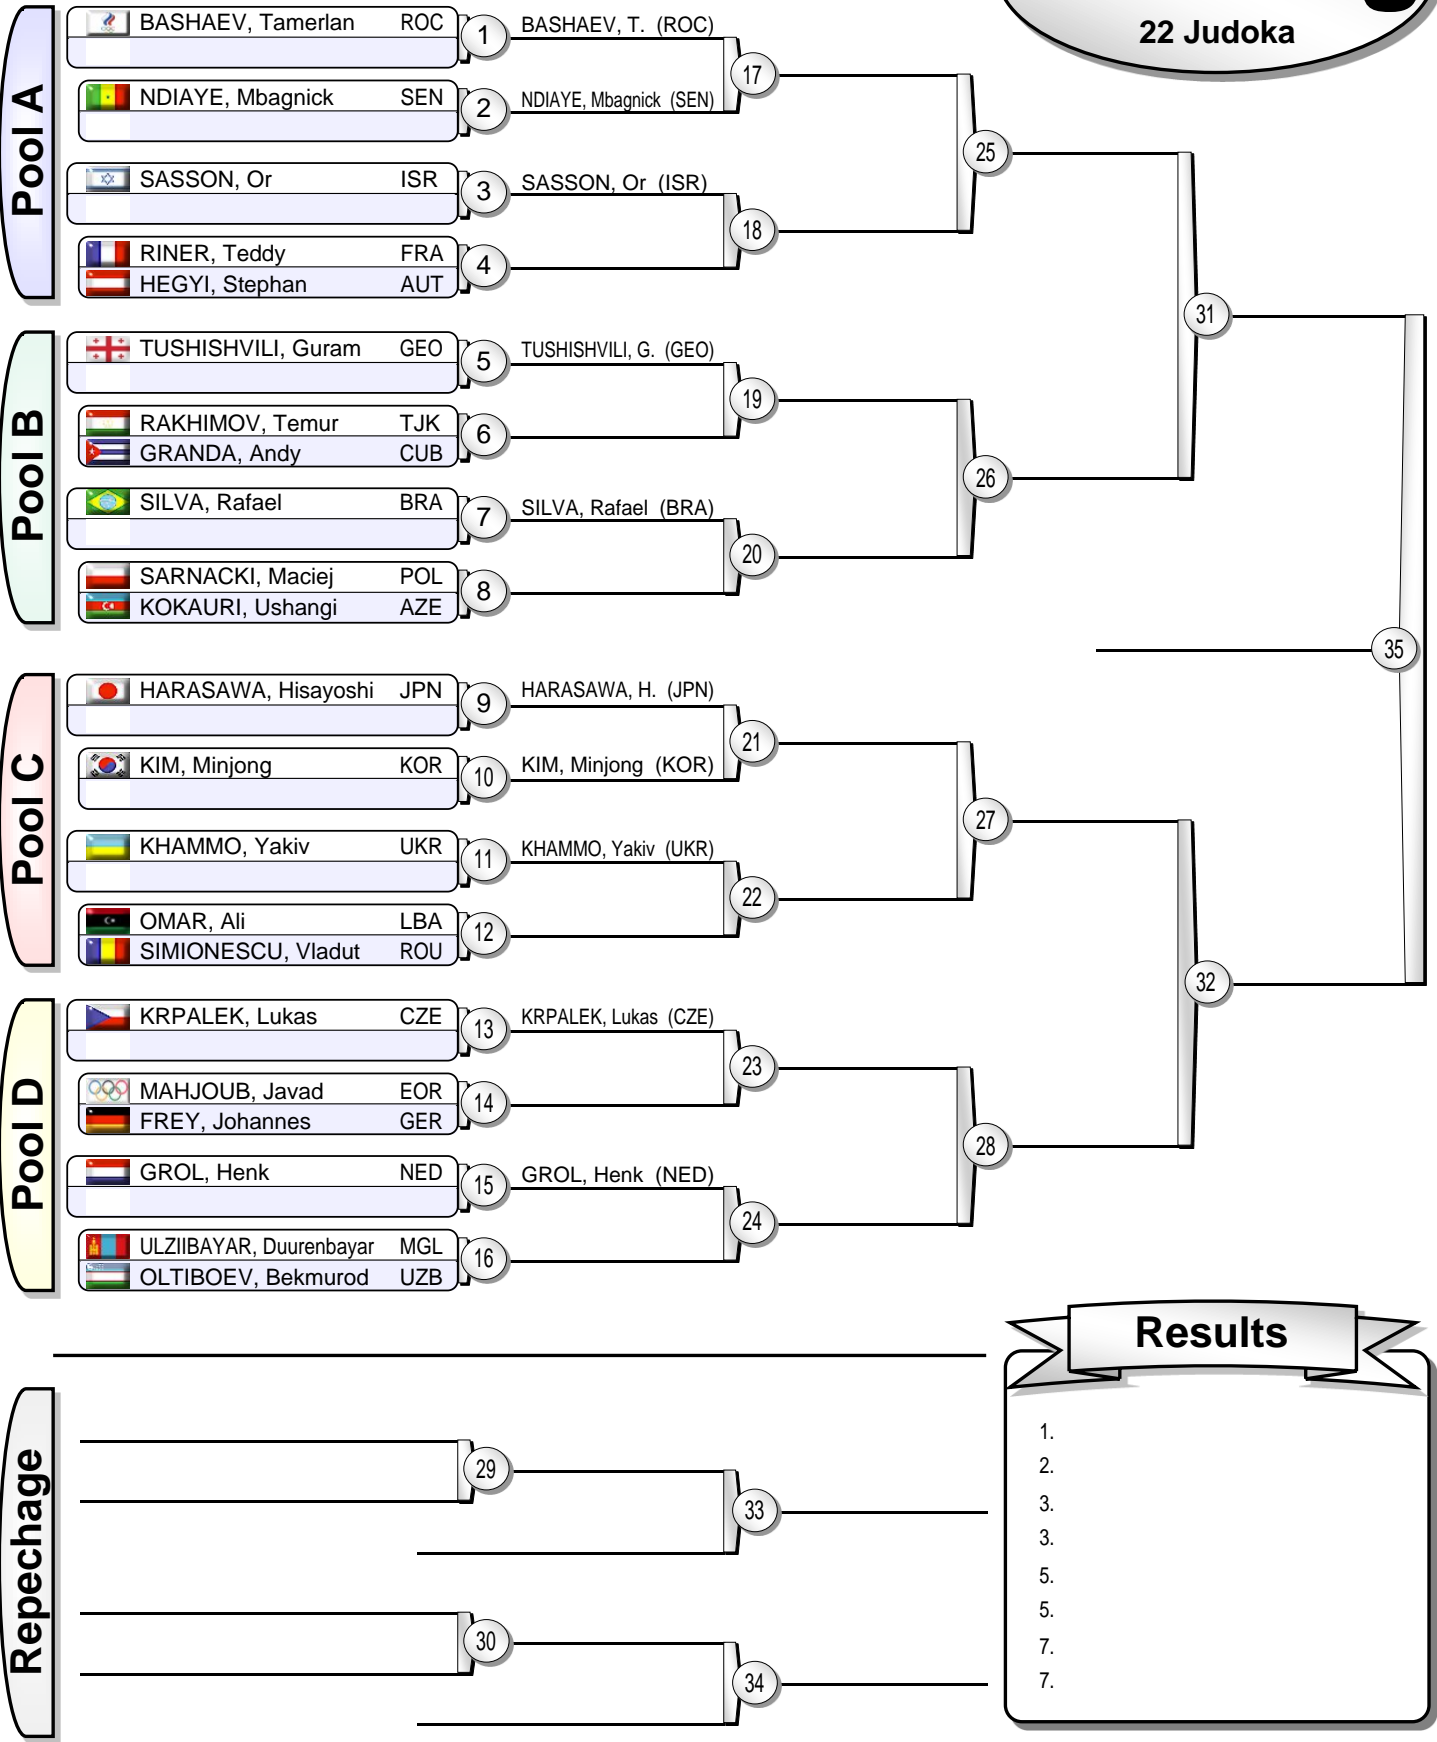 22 Judoka
Pool A
BASHAEV, Tamerlan ROC
1
BASHAEV, T. (ROC)
17
NDIAYE, Mbagnick SEN
2
NDIAYE, Mbagnick (SEN)
25
SASSON, Or ISR
3
SASSON, Or (ISR)
18
RINER, Teddy FRA
4
HEGYI, Stephan AUT
31
Pool B
TUSHISHVILI, Guram GEO
5
TUSHISHVILI, G. (GEO)
19
RAKHIMOV, Temur TJK
6
GRANDA, Andy CUB
26
SILVA, Rafael BRA
7
SILVA, Rafael (BRA)
20
SARNACKI, Maciej POL
8
KOKAURI, Ushangi AZE
35
Pool C
HARASAWA, Hisayoshi JPN
9
HARASAWA, H. (JPN)
21
KIM, Minjong KOR
10
KIM, Minjong (KOR)
27
KHAMMO, Yakiv UKR
11
KHAMMO, Yakiv (UKR)
22
OMAR, Ali LBA
12
SIMIONESCU, Vladut ROU
32
Pool D
KRPALEK, Lukas CZE
13
KRPALEK, Lukas (CZE)
23
MAHJOUB, Javad EOR
14
FREY, Johannes GER
28
GROL, Henk NED
15
GROL, Henk (NED)
24
ULZIIBAYAR, Duurenbayar MGL
16
OLTIBOEV, Bekmurod UZB
Repechage
29
33
30
34
Results
1.
2.
3.
3.
5.
5.
7.
7.